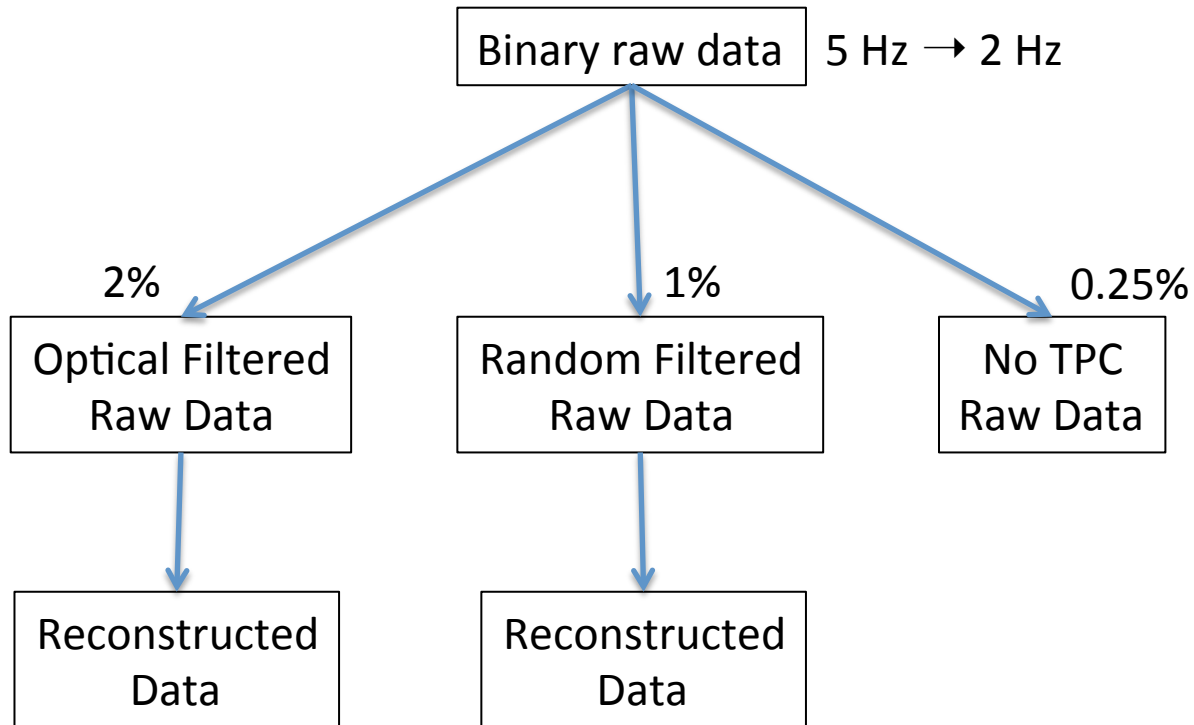 Binary raw data
5 Hz → 2 Hz
2%
1%
0.25%
Optical Filtered
Raw Data
Random Filtered
Raw Data
No TPC
Raw Data
Reconstructed
Data
Reconstructed
Data